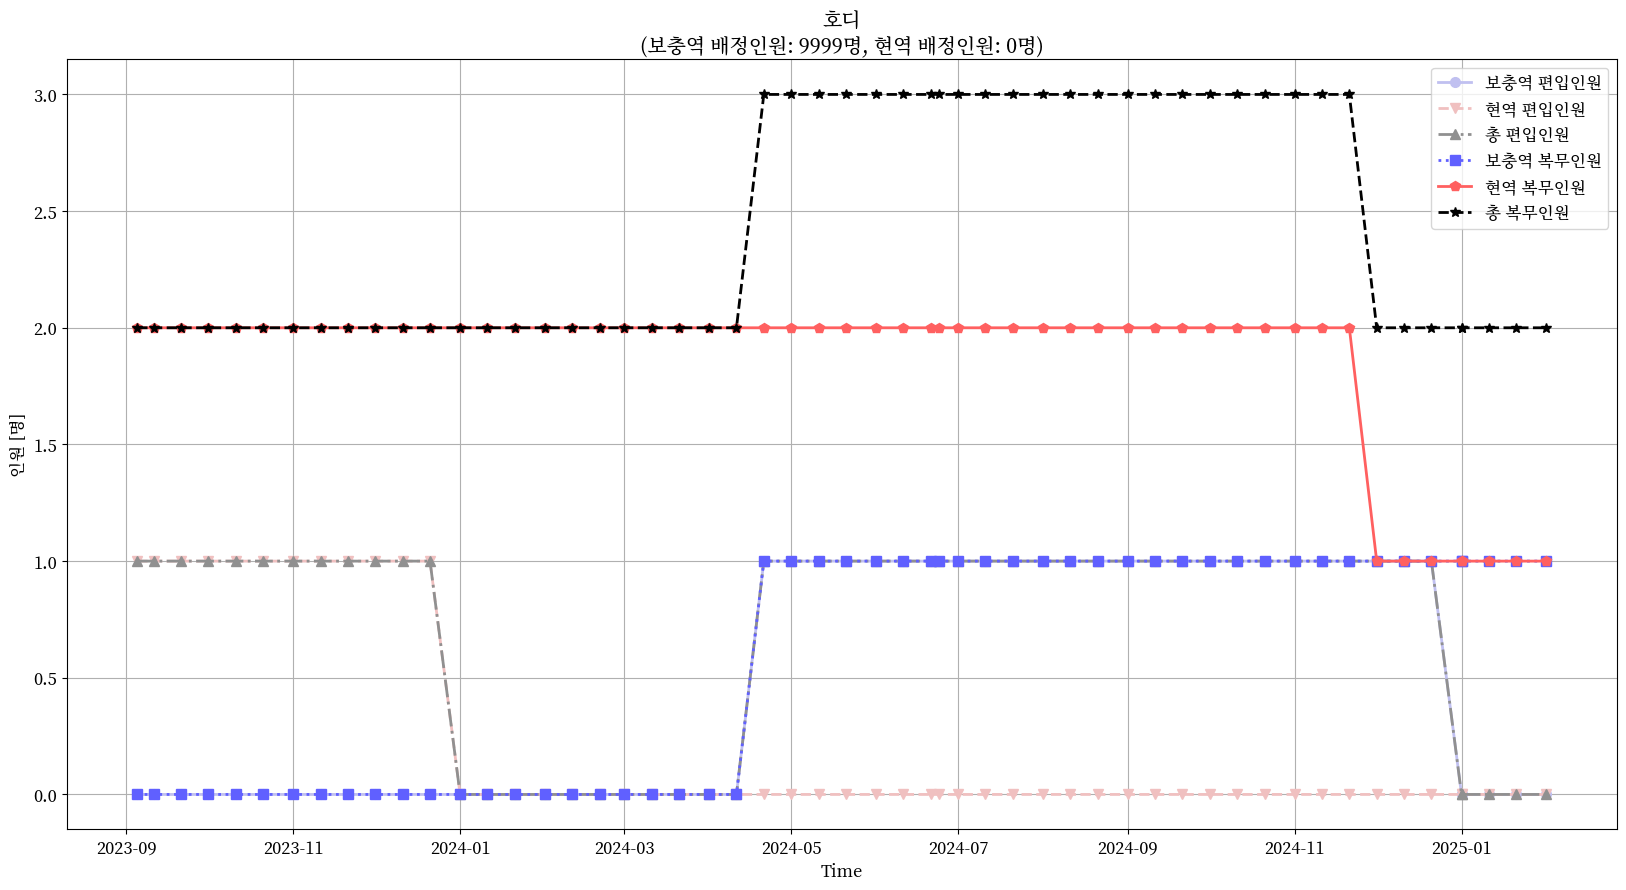 호디
(보충역 배정인원: 9999명, 현역 배정인원: 0명)
보충역 편입인원
현역 편입인원
총 편입인원
보충역 복무인원
현역 복무인원
총 복무인원
인원 [명]
3.0
2.5
2.0
1.5
1.0
0.5
0.0
2023-09
2023-11
2024-01
2024-03
2024-05
2024-07
2024-09
2024-11
2025-01
Time